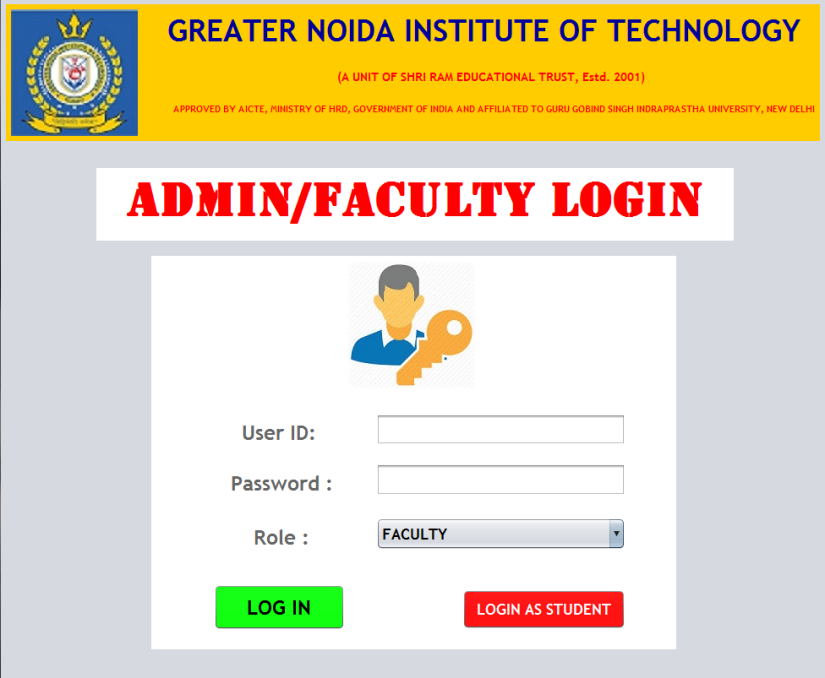 GREATER NOIDA INSTITUTE OF TECHNOLOGY
(A UNIT OF SHRI RAM EDUCATIONAL TRUST, Estd. 2001)
APPROVED BY AICTE, MINISTRY OF HRD, GOVERNMENT OF INDIA AND AFFILIATED TO GURU GOBIND SINGH INDRAPRASTHA UNIVERSITY, NEW DELHI
ADMIN/FACULTY LOGIN
User ID:
Password :
Role :
FACULTY
LOG IN
LOGIN AS STUDENT